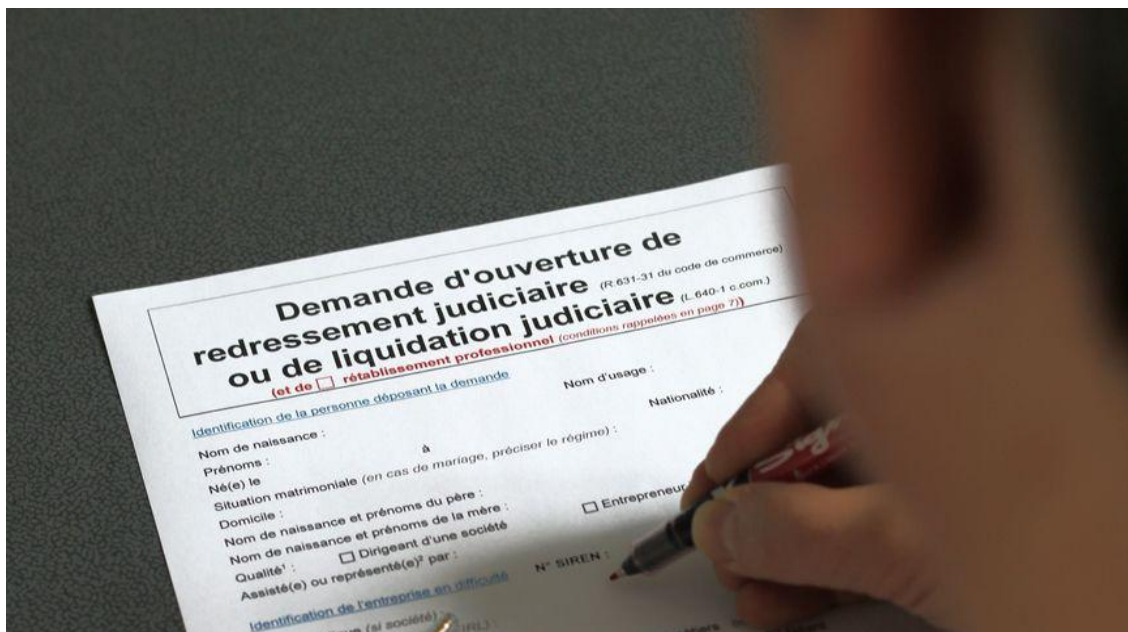 Demande d'ouverture de
redressement judiciaire (R.631-31 du code de commerce)
ou de liquidation judiciaire (L.640-1 c.com.)
(et de ☐ rétablissement professionnel (conditions rappelées en page 7))
Identification de la personne déposant la demande
Nom de naissance : Nom d'usage :
Prénoms : Nationalité :
Né(e) le à
Situation matrimoniale (en cas de mariage, préciser le régime) :
Domicile :
Nom de naissance et prénoms du père :
Nom de naissance et prénoms de la mère :
Qualité¹ : ☐ Dirigeant d'une société ☐ Entrepreneur
Assisté(e) ou représenté(e)² par :
Identification de l'entreprise en difficulté N° SIREN :
(si société) :